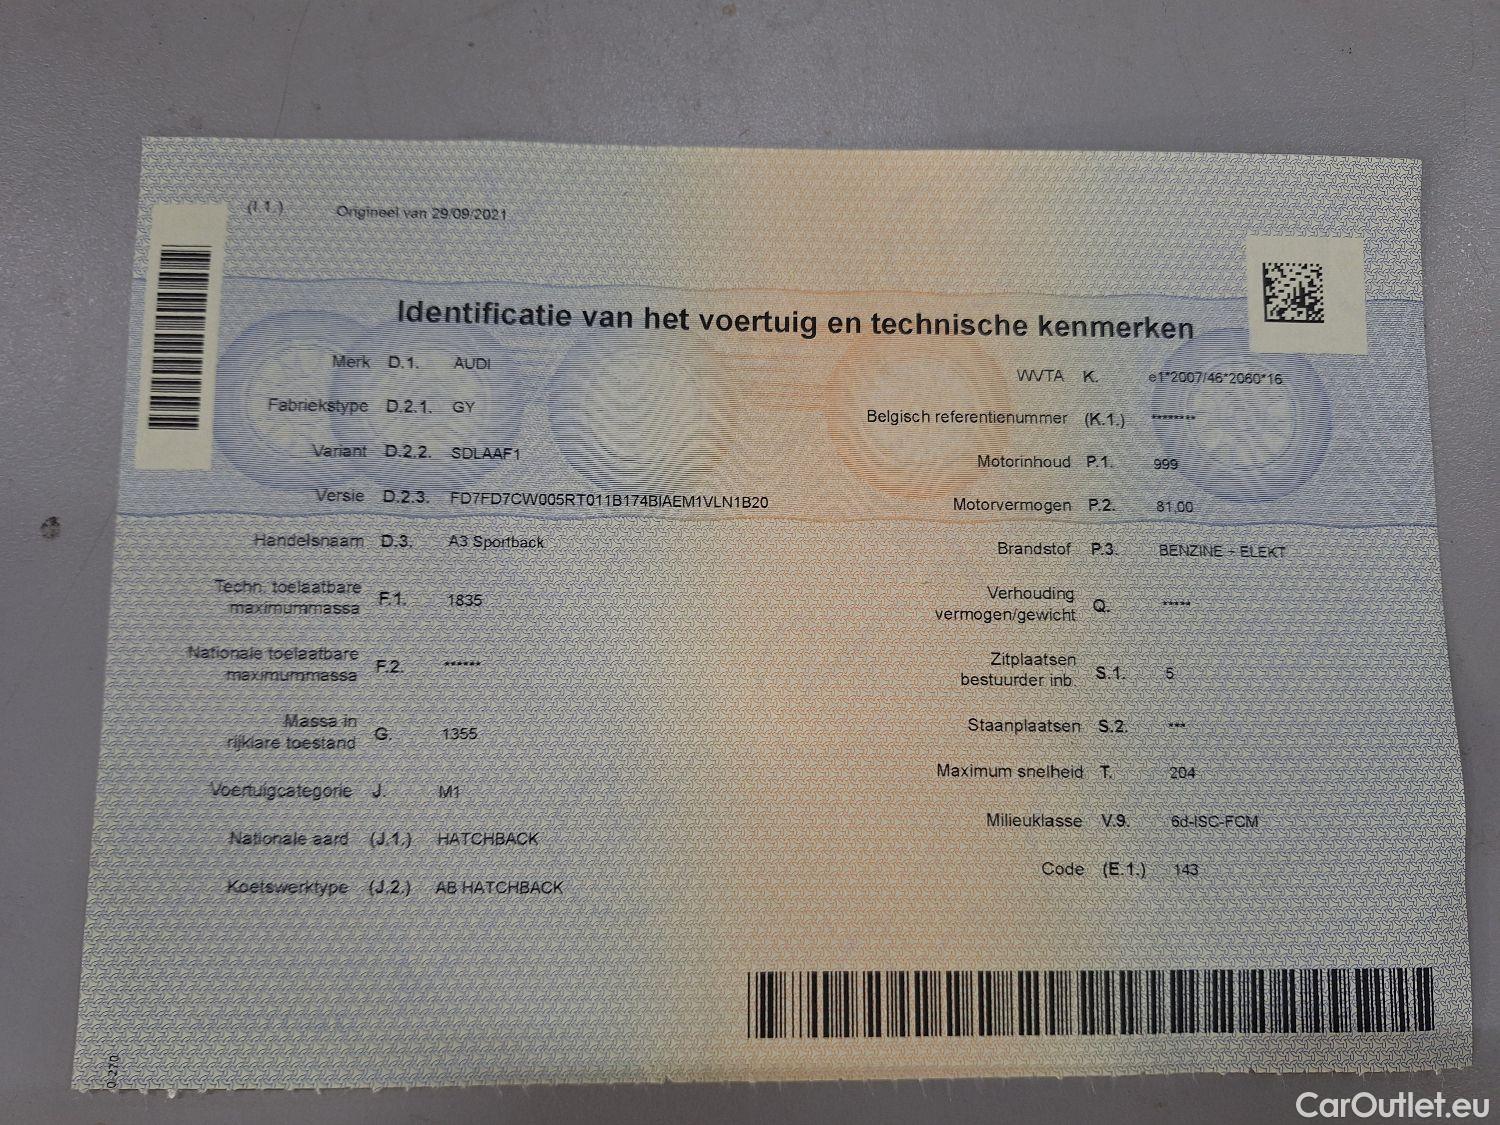 (I.1.) Origineel van 29/09/2021
Identificatie van het voertuig en technische kenmerken
Merk D.1. AUDI
Fabriekstype D.2.1. GY
Variant D.2.2. SDLAAF1
Versie D.2.3. FD7FD7CW005RT011B174BIAEM1VLN1B20
Handelsnaam D.3. A3 Sportback
Techn. toelaatbare
maximummassa F.1. 1835
Nationale toelaatbare
maximummassa F.2. ******
Massa in
rijklare toestand G. 1355
Voertuigcategorie J. M1
Nationale aard (J.1.) HATCHBACK
Koetswerktype (J.2.) AB HATCHBACK
WVTA K. e1*2007/46*2060*16
Belgisch referentienummer (K.1.) ********
Motorinhoud P.1. 999
Motorvermogen P.2. 81,00
Brandstof P.3. BENZINE - ELEKT
Verhouding
vermogen/gewicht Q. *****
Zitplaatsen
bestuurder inb. S.1. 5
Staanplaatsen S.2. ***
Maximum snelheid T. 204
Milieuklasse V.9. 6d-ISC-FCM
Code (E.1.) 143
0-270
CarOutlet.eu